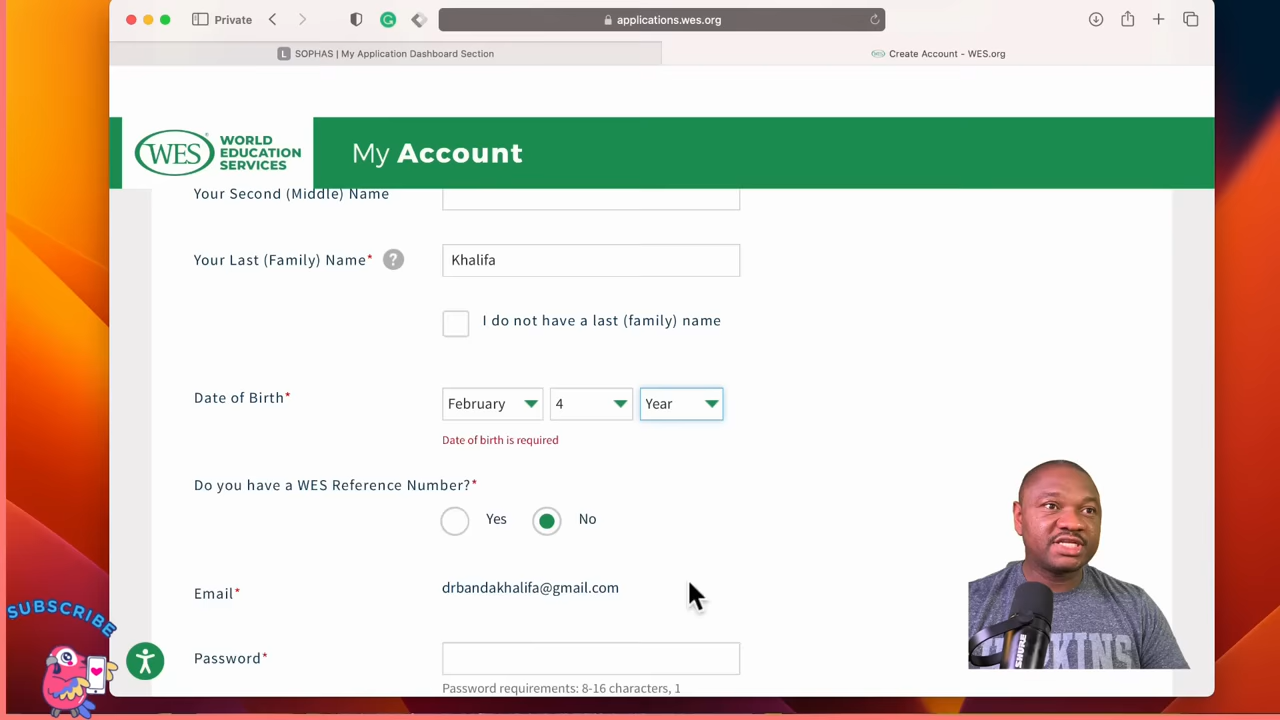 Private
applications.wes.org
L SOPHAS | My Application Dashboard Section
WES Create Account - WES.org
WES WORLD
EDUCATION
SERVICES
My Account
Your Second (Middle) Name
Your Last (Family) Name* ?
Khalifa
I do not have a last (family) name
Date of Birth*
February 4 Year
Date of birth is required
Do you have a WES Reference Number?*
Yes No
Email* drbandakhalifa@gmail.com
Password*
Password requirements: 8-16 characters, 1
SUBSCRIBE
SHURE